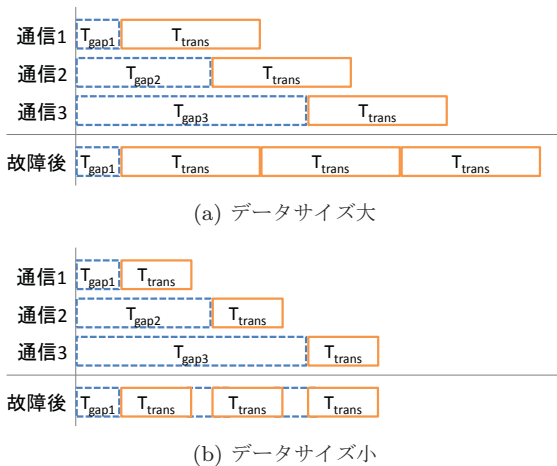 通信1 T_gap1 T_trans
通信2 T_gap2 T_trans
通信3 T_gap3 T_trans
故障後 T_gap1 T_trans T_trans T_trans
(a) データサイズ大
通信1 T_gap1 T_trans
通信2 T_gap2 T_trans
通信3 T_gap3 T_trans
故障後 T_gap1 T_trans T_trans T_trans
(b) データサイズ小